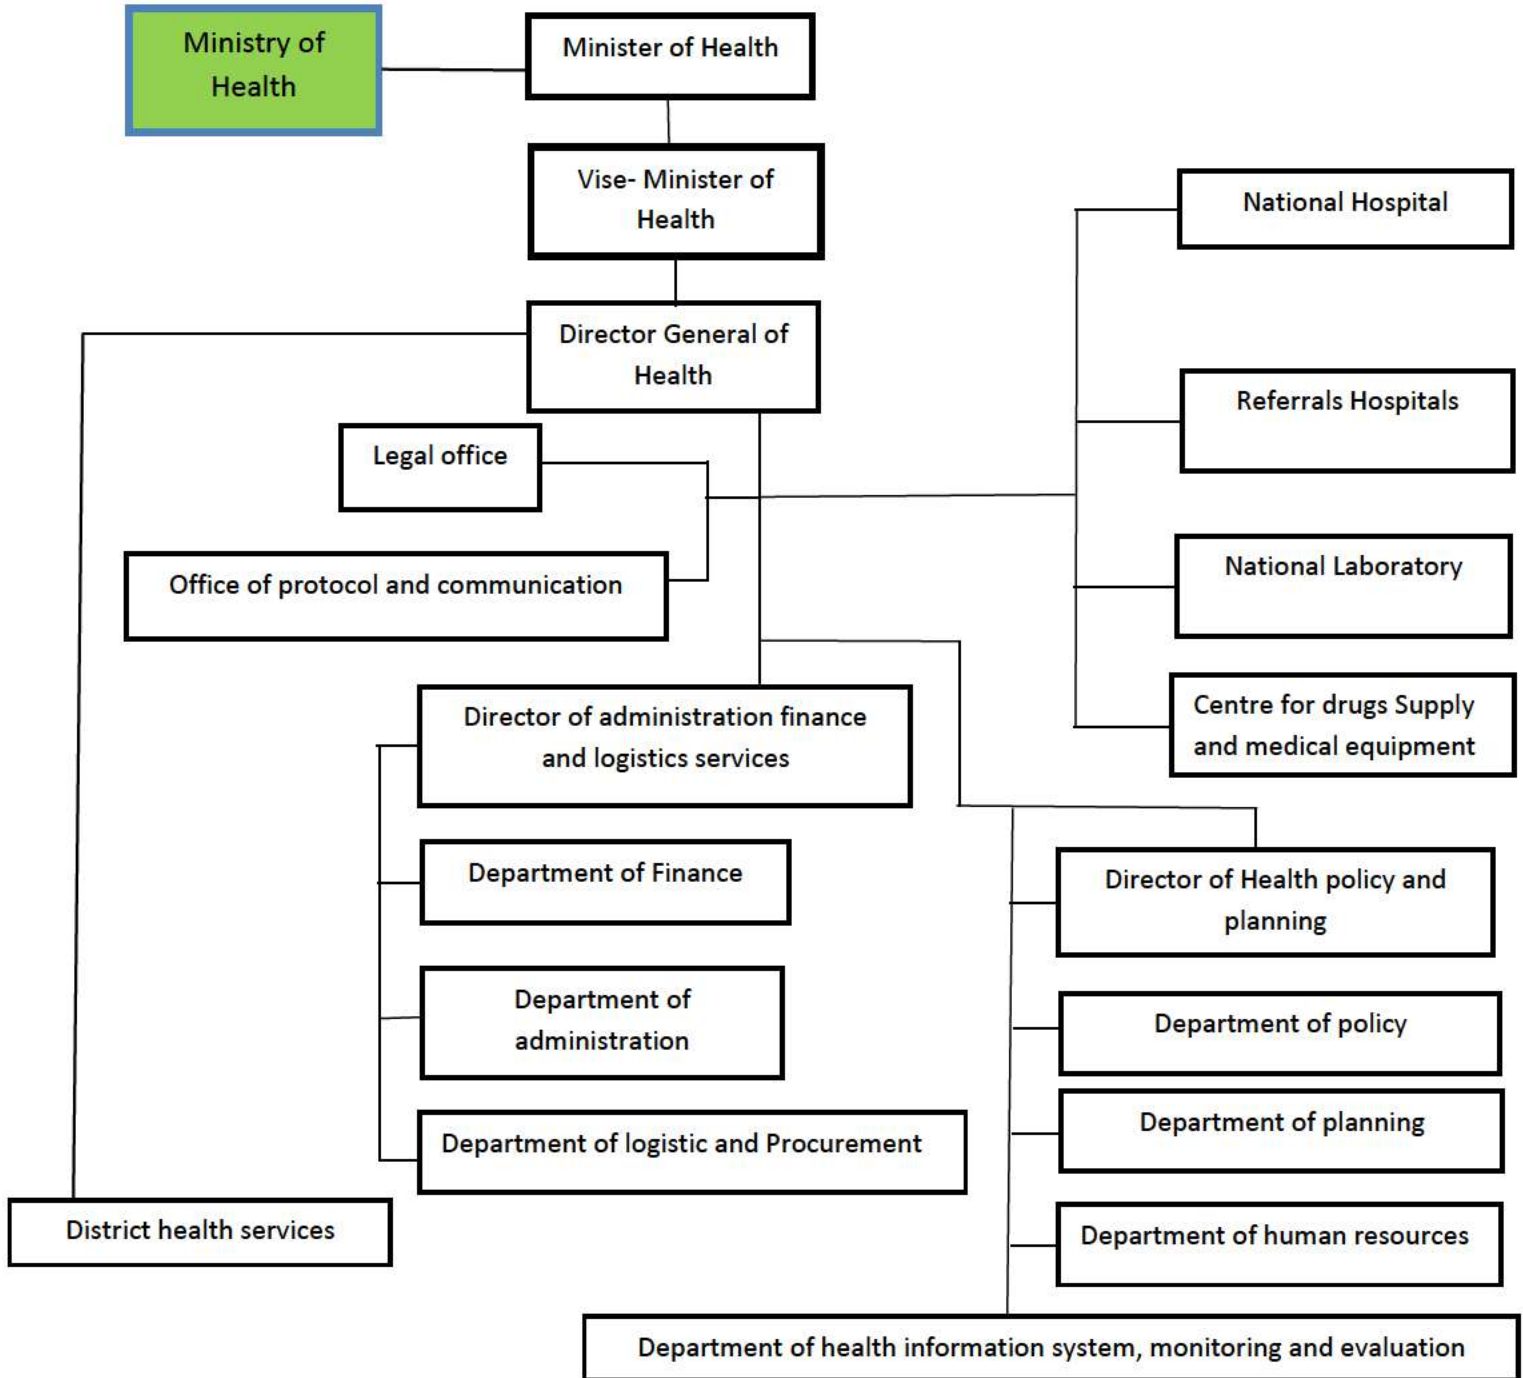 Ministry of
Health
Minister of Health
Vise- Minister of
Health
National Hospital
Director General of
Health
Referrals Hospitals
Legal office
Office of protocol and communication
National Laboratory
Director of administration finance
and logistics services
Centre for drugs Supply
and medical equipment
Department of Finance
Director of Health policy and
planning
Department of
administration
Department of policy
Department of planning
Department of logistic and Procurement
District health services
Department of human resources
Department of health information system, monitoring and evaluation